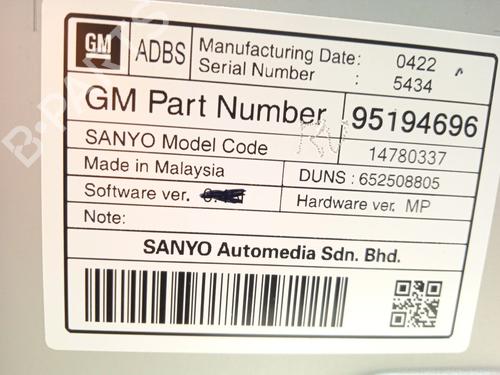 GM ADBS Manufacturing Date: 0422
Serial Number : 5434
GM Part Number 95194696
SANYO Model Code 14780337
Made in Malaysia DUNS : 652508805
Software ver. Hardware ver. MP
Note:
SANYO Automedia Sdn. Bhd.
B-PARTS